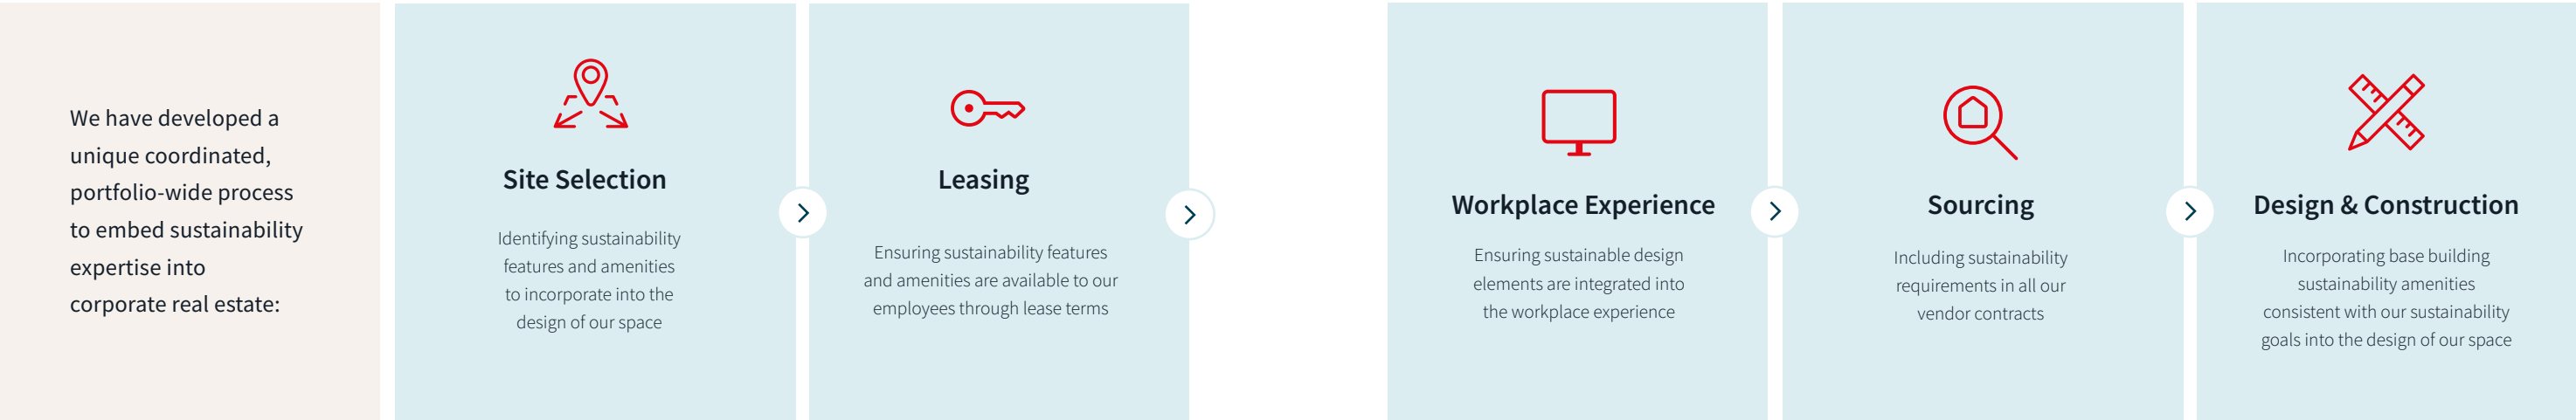 We have developed a
unique coordinated,
portfolio-wide process
to embed sustainability
expertise into
corporate real estate:
Site Selection
Identifying sustainability
features and amenities
to incorporate into the
design of our space
Leasing
Ensuring sustainability features
and amenities are available to our
employees through lease terms
Workplace Experience
Ensuring sustainable design
elements are integrated into
the workplace experience
Sourcing
Including sustainability
requirements in all our
vendor contracts
Design & Construction
Incorporating base building
sustainability amenities
consistent with our sustainability
goals into the design of our space